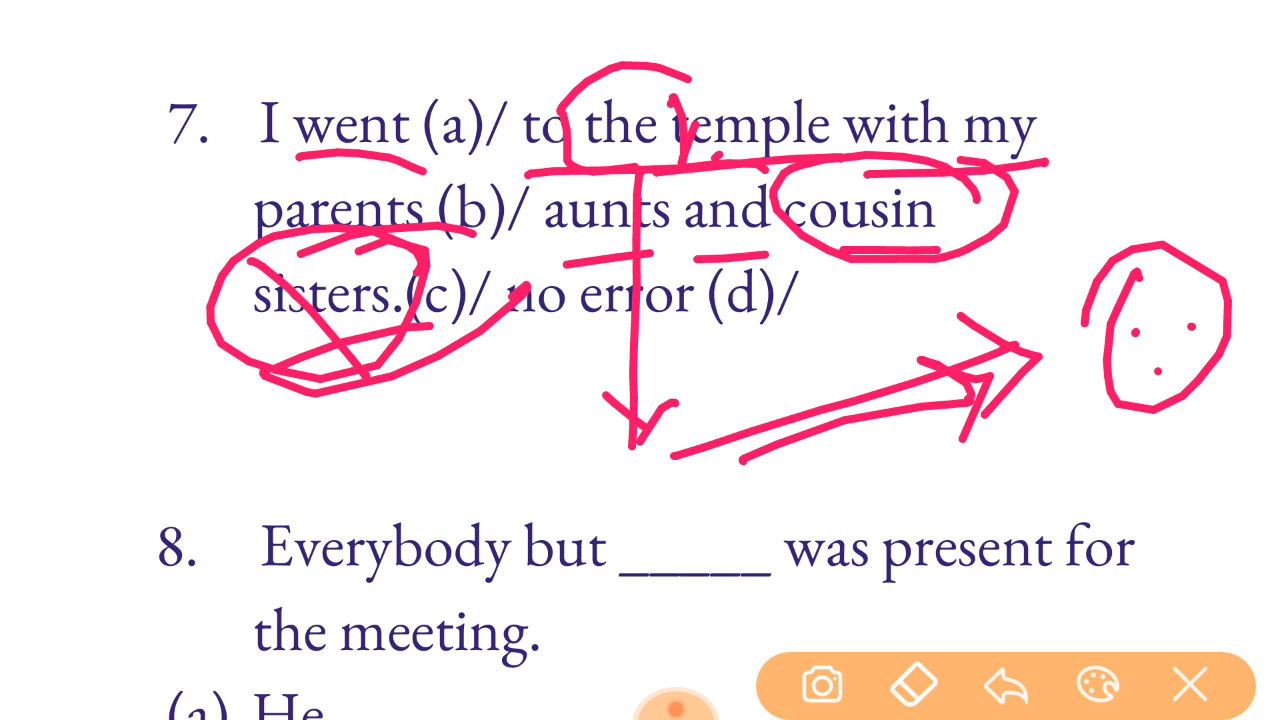 7. I went (a)/ to the temple with my
parents (b)/ aunts and cousin
sisters.(c)/ no error (d)/
8. Everybody but _____ was present for
the meeting.
(a) He